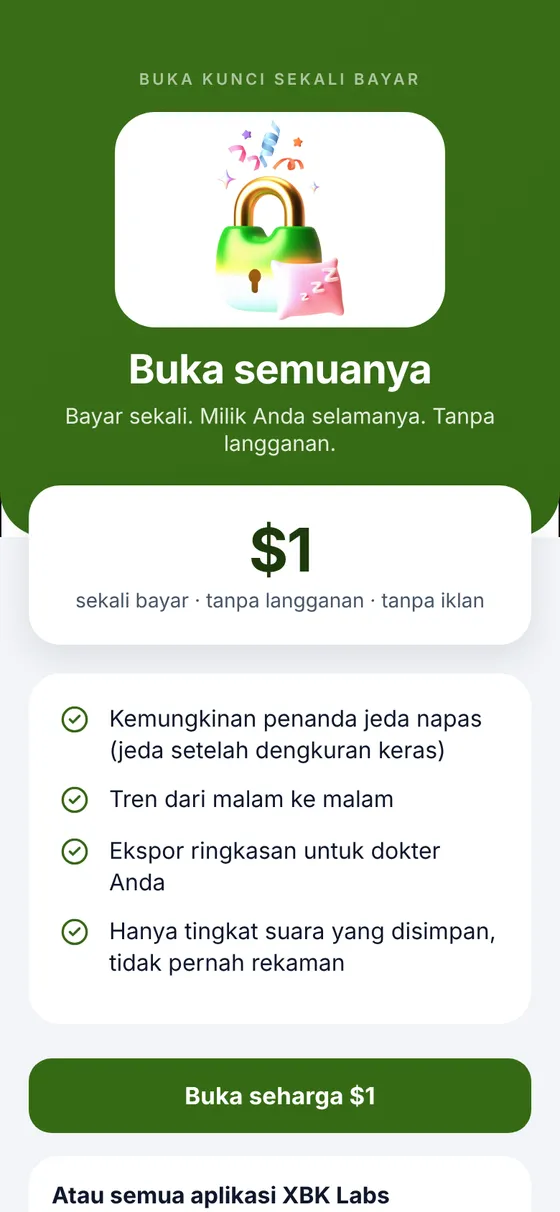 BUKA KUNCI SEKALI BAYAR
z z z
Buka semuanya
Bayar sekali. Milik Anda selamanya. Tanpa
langganan.
$1
sekali bayar · tanpa langganan · tanpa iklan
Kemungkinan penanda jeda napas
(jeda setelah dengkuran keras)
Tren dari malam ke malam
Ekspor ringkasan untuk dokter
Anda
Hanya tingkat suara yang disimpan,
tidak pernah rekaman
Buka seharga $1
Atau semua aplikasi XBK Labs